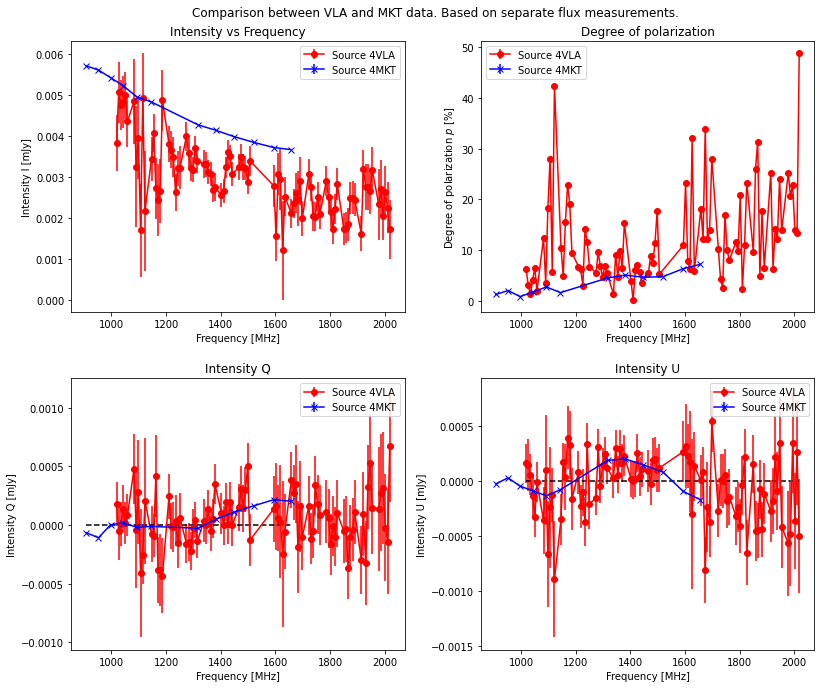 Comparison between VLA and MKT data. Based on separate flux measurements.
Intensity vs Frequency
Intensity I [mJy]
0.006
0.005
0.004
0.003
0.002
0.001
0.000
Source 4VLA
Source 4MKT
1000 1200 1400 1600 1800 2000
Frequency [MHz]
Degree of polarization
Degree of polarization p [%]
50
40
30
20
10
0
Source 4VLA
Source 4MKT
1000 1200 1400 1600 1800 2000
Frequency [MHz]
Intensity Q
Intensity Q [mJy]
0.0010
0.0005
0.0000
−0.0005
−0.0010
Source 4VLA
Source 4MKT
1000 1200 1400 1600 1800 2000
Frequency [MHz]
Intensity U
Intensity U [mJy]
0.0005
0.0000
−0.0005
−0.0010
−0.0015
Source 4VLA
Source 4MKT
1000 1200 1400 1600 1800 2000
Frequency [MHz]